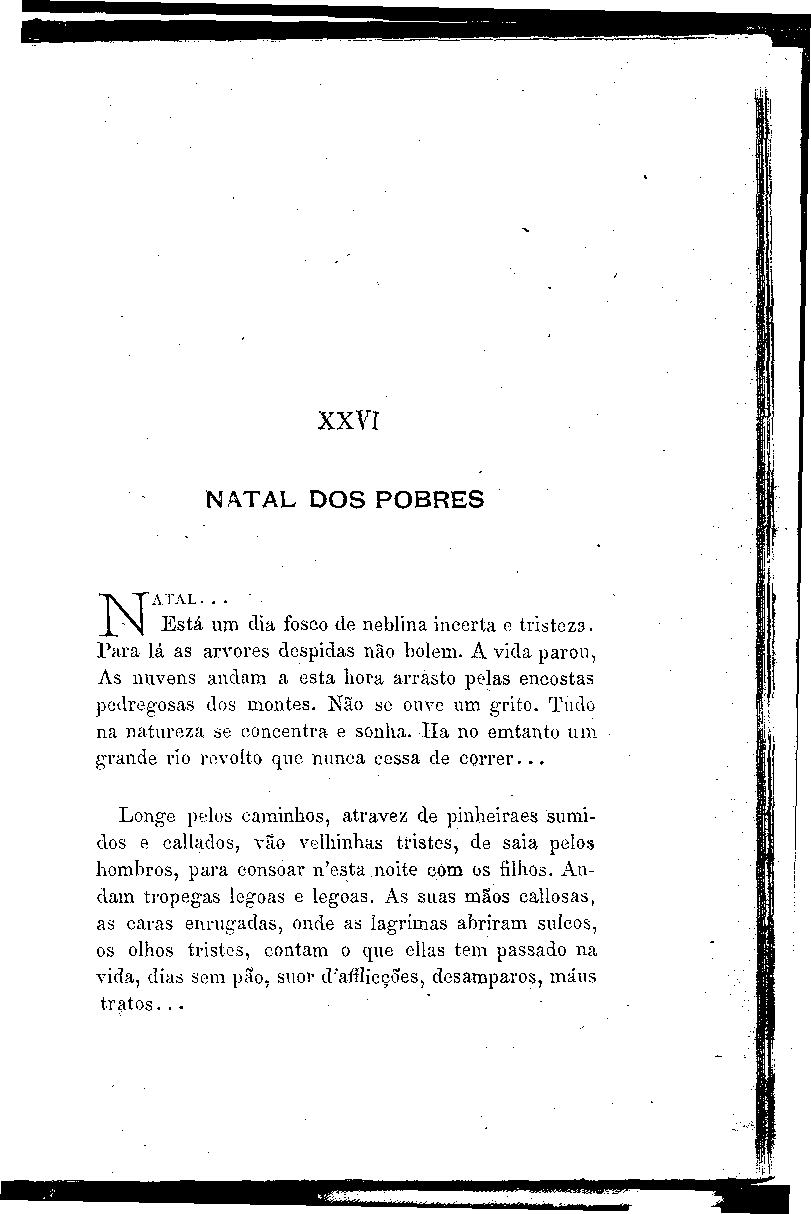 XXVI
NATAL DOS POBRES
NATAL...
Está um dia fosco de neblina incerta e tristeza.
Para lá as arvores despidas não bolem. A vida parou,
As nuvens andam a esta hora arrasto pelas encostas
pedregosas dos montes. Não se ouve um grito. Tudo
na natureza se concentra e sonha. Ha no emtanto um
grande rio revolto que nunca cessa de correr...
Longe pelos caminhos, atravez de pinheiraes sumi-
dos e callados, vão velhinhas tristes, de saia pelos
hombros, para consoar n'esta noite com os filhos. An-
dam tropegas legoas e legoas. As suas mãos callosas,
as caras enrugadas, onde as lagrimas abriram sulcos,
os olhos tristes, contam o que ellas tem passado na
vida, dias sem pão, suor d'afflicções, desamparos, máus
tratos...